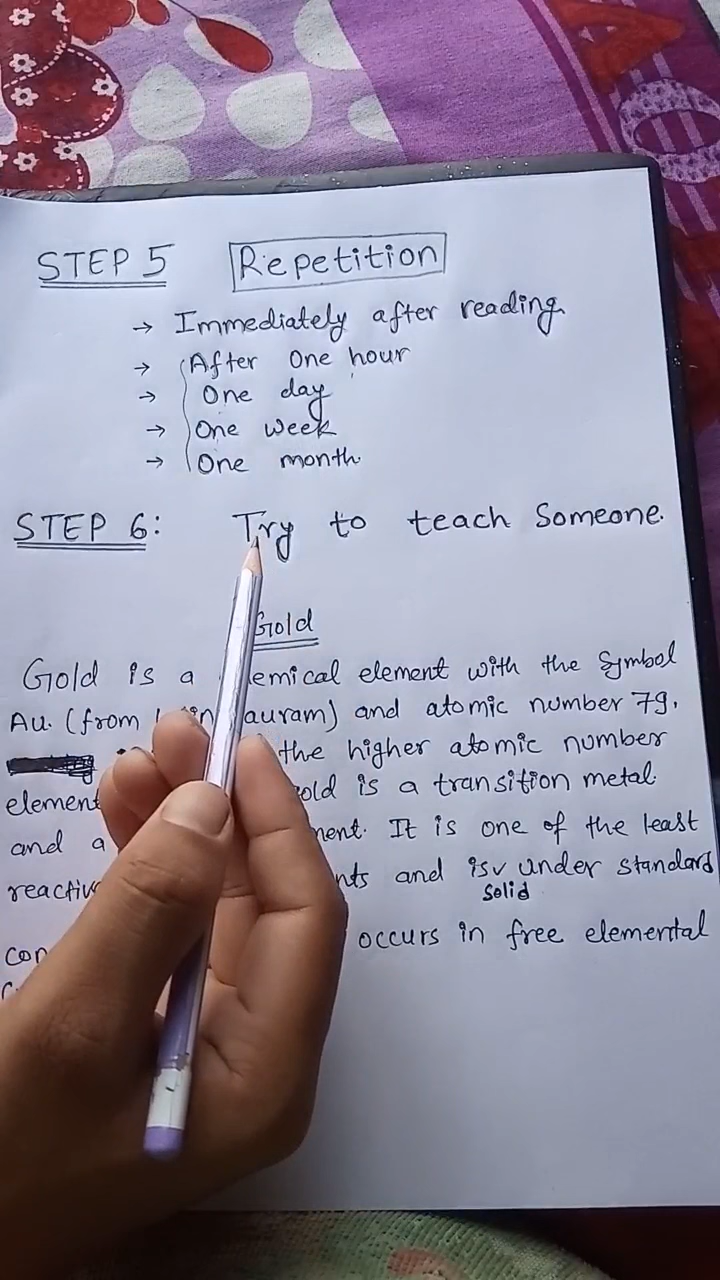 STEP 5 Repetition
→ Immediately after reading.
→ After One hour
→ One day
→ One week
→ One month.
STEP 6: Try to teach Someone.
Gold
Gold is a emical element with the Symbol
Au. (from auram) and atomic number 79.
the higher atomic number
element old is a transition metal.
and a ment. It is one of the least
reactiv nts and is solid under standard
con occurs in free elemental